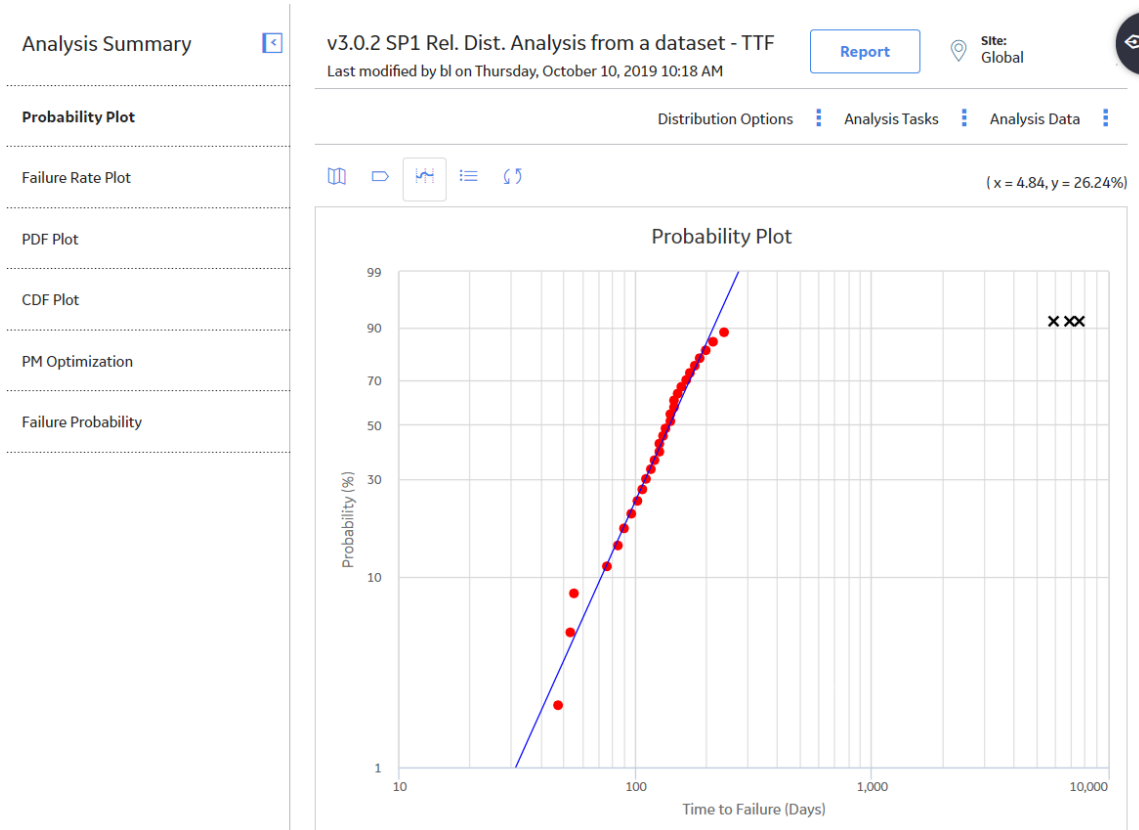 Analysis Summary
v3.0.2 SP1 Rel. Dist. Analysis from a dataset - TTF
Last modified by bl on Thursday, October 10, 2019 10:18 AM
Report
Site:
Global
Probability Plot
Failure Rate Plot
PDF Plot
CDF Plot
PM Optimization
Failure Probability
Distribution Options
Analysis Tasks
Analysis Data
( x = 4.84, y = 26.24%)
Probability Plot
Probability (%)
99
90
70
50
30
10
1
10
100
1,000
10,000
Time to Failure (Days)